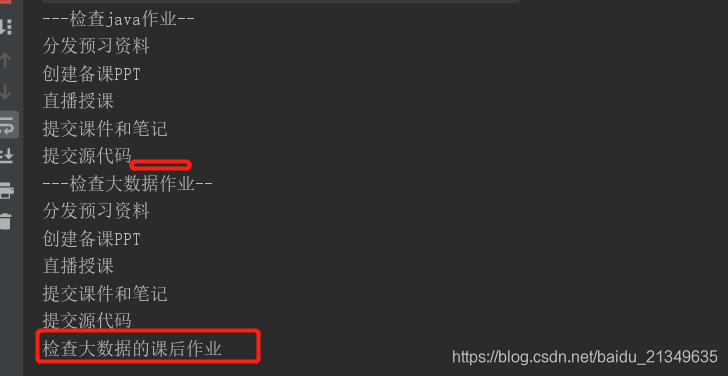 ---检查java作业--
分发预习资料
创建备课PPT
直播授课
提交课件和笔记
提交源代码
---检查大数据作业--
分发预习资料
创建备课PPT
直播授课
提交课件和笔记
提交源代码
检查大数据的课后作业
https://blog.csdn.net/baidu_21349635